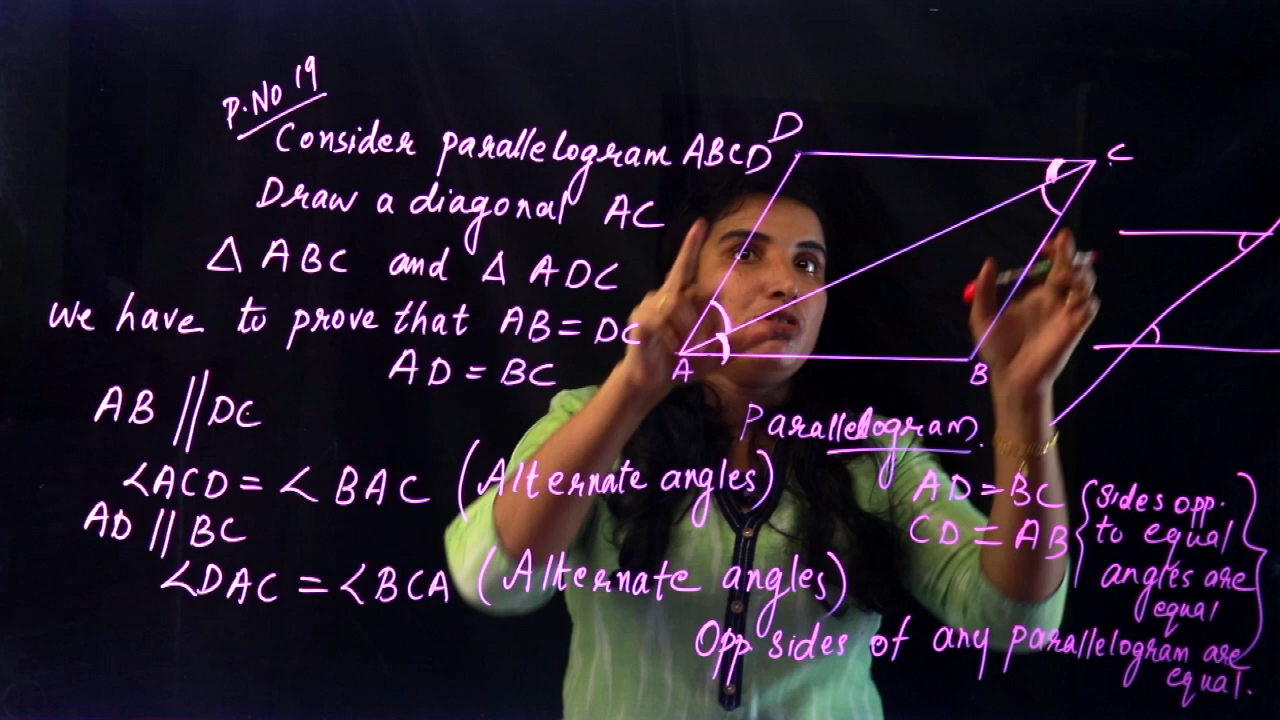 P.NO 19
Consider parallelogram ABCD
Draw a diagonal AC
△ ABC and △ ADC
We have to prove that AB = DC
AD = BC
AB || DC
∠ACD = ∠BAC (Alternate angles)
AD || BC
∠DAC = ∠BCA (Alternate angles)
D
C
A
B
Parallelogram.
AD = BC
CD = AB
{sides opp.
to equal
angles are
equal}
Opp sides of any parallelogram are
equal.